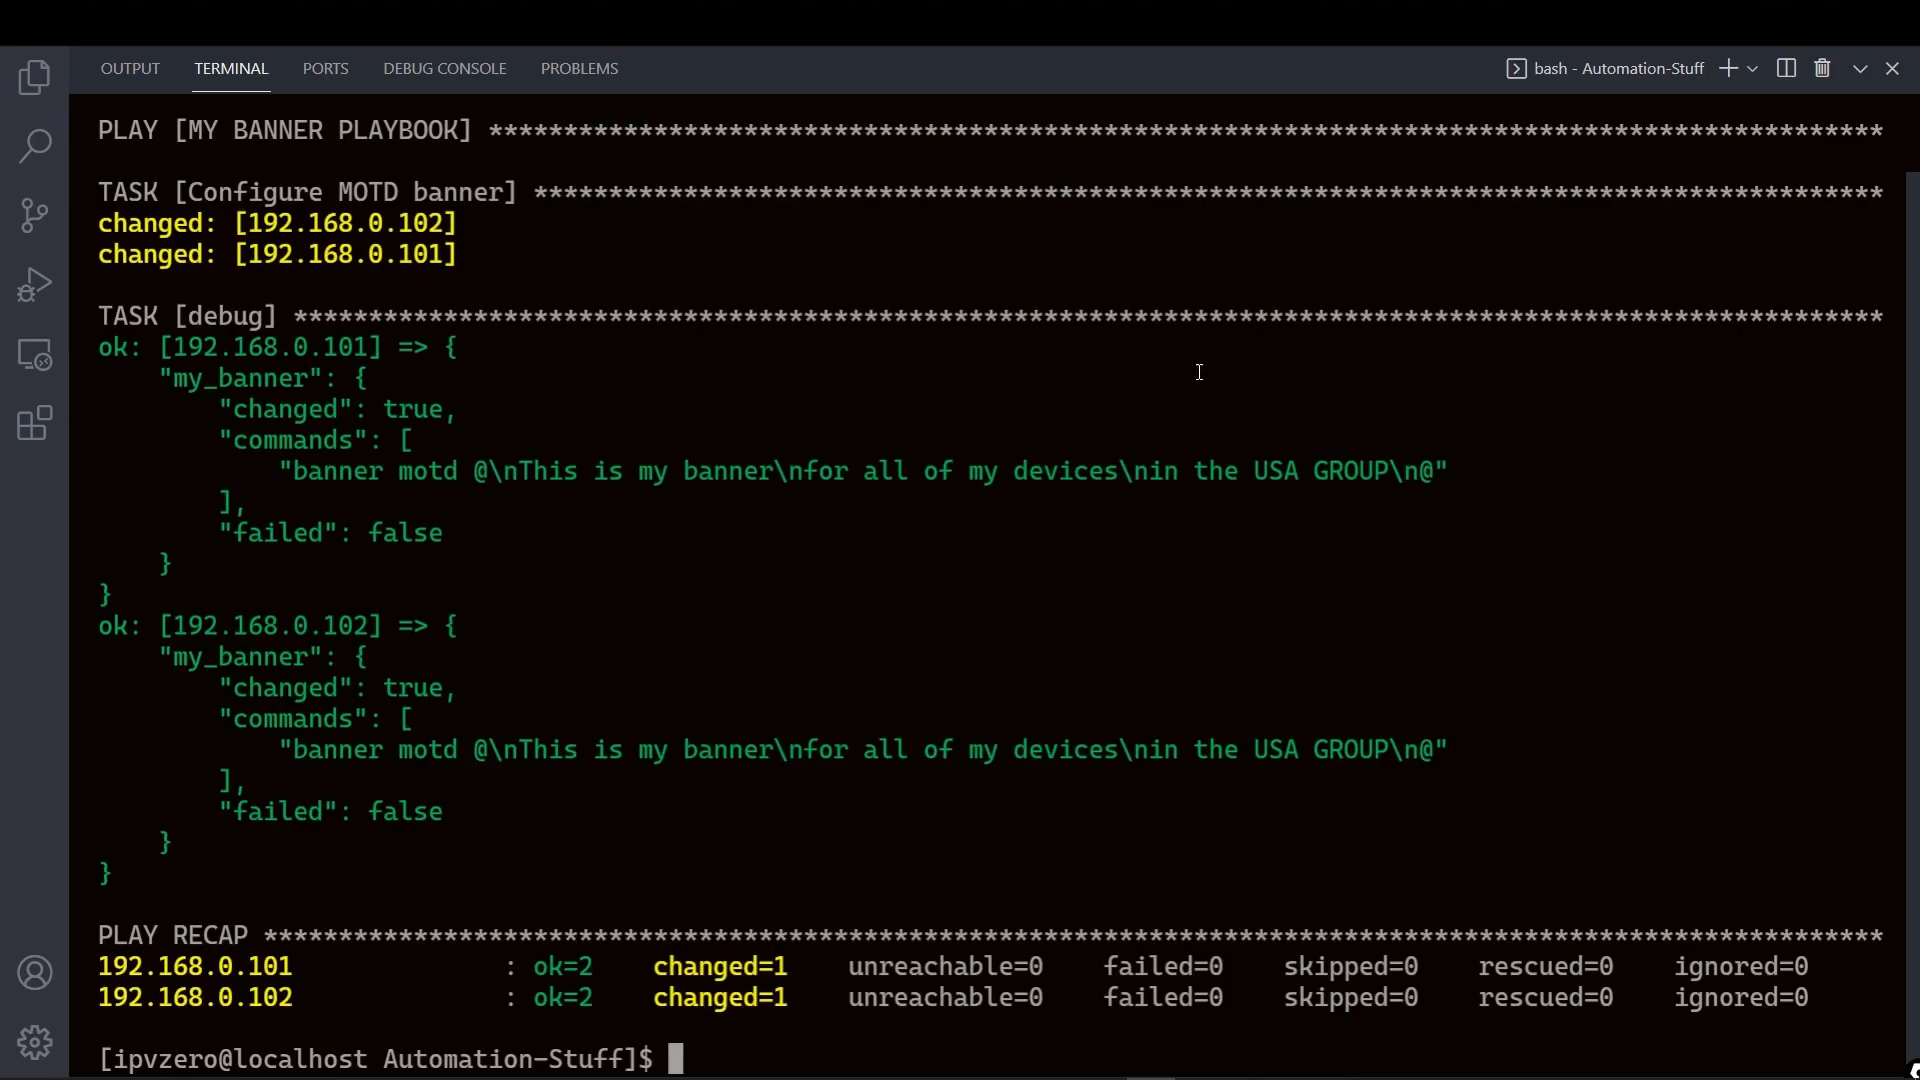 OUTPUT TERMINAL PORTS DEBUG CONSOLE PROBLEMS bash - Automation-Stuff
PLAY [MY BANNER PLAYBOOK] *********************************************************************************************
TASK [Configure MOTD banner] ******************************************************************************************
changed: [192.168.0.102]
changed: [192.168.0.101]
TASK [debug] **********************************************************************************************************
ok: [192.168.0.101] => {
    "my_banner": {
        "changed": true,
        "commands": [
            "banner motd @\nThis is my banner\nfor all of my devices\nin the USA GROUP\n@"
        ],
        "failed": false
    }
}
ok: [192.168.0.102] => {
    "my_banner": {
        "changed": true,
        "commands": [
            "banner motd @\nThis is my banner\nfor all of my devices\nin the USA GROUP\n@"
        ],
        "failed": false
    }
}
PLAY RECAP ************************************************************************************************************
192.168.0.101              : ok=2    changed=1    unreachable=0    failed=0    skipped=0    rescued=0    ignored=0
192.168.0.102              : ok=2    changed=1    unreachable=0    failed=0    skipped=0    rescued=0    ignored=0
[ipvzero@localhost Automation-Stuff]$